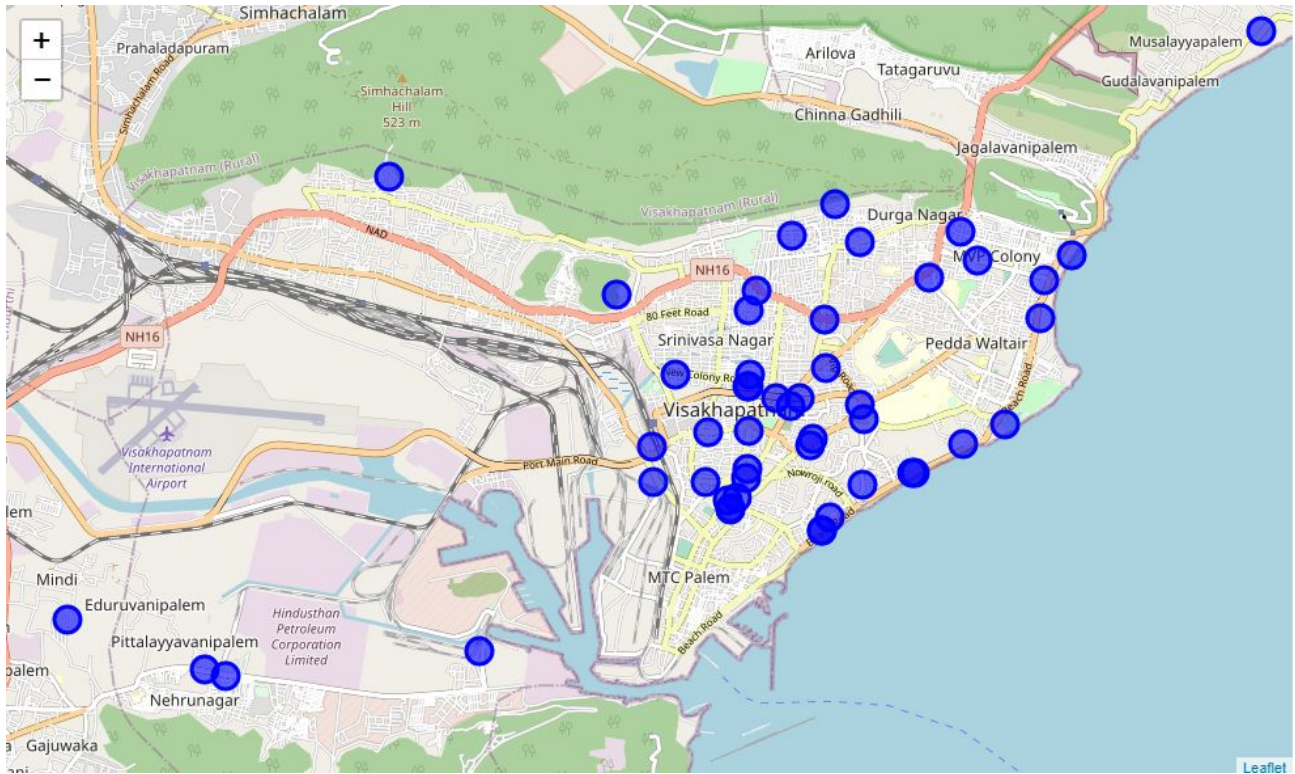 +
−
Simhachalam
Prahaladapuram
Simhachalam Road
Simhachalam
Hill
523 m
Visakhapatnam (Rural)
Visakhapatnam (Rural)
Arilova
Tatagaruvu
Chinna Gadhili
Musalayyapalem
Gudalavanipalem
Jagalavanipalem
Durga Nagar
MVP Colony
NAD
NH16
NH16
80 Feet Road
Srinivasa Nagar
New Colony Ro
Pedda Waltair
Beach Road
Visakhapatn
Visakhapatnam
International
Airport
Port Main Road
Nowroji road
lem
Mindi
Eduruvanipalem
Pittalayyavanipalem
palem
Nehrunagar
Gajuwaka
Hindusthan
Petroleum
Corporation
Limited
MTC Palem
Beach Road
Leaflet